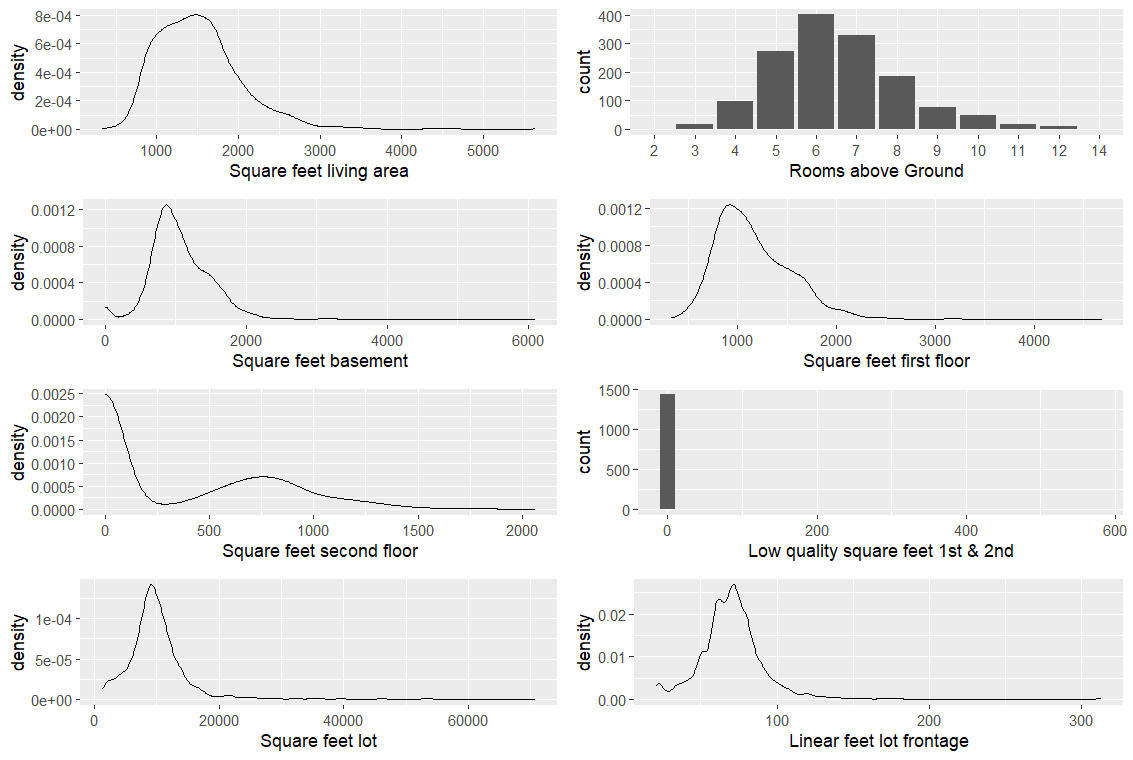 density
8e-04
6e-04
4e-04
2e-04
0e+00
1000 2000 3000 4000 5000
Square feet living area
count
400
300
200
100
0
2 3 4 5 6 7 8 9 10 11 12 14
Rooms above Ground
density
0.0012
0.0008
0.0004
0.0000
0 2000 4000 6000
Square feet basement
density
0.0012
0.0008
0.0004
0.0000
1000 2000 3000 4000
Square feet first floor
density
0.0025
0.0020
0.0015
0.0010
0.0005
0.0000
0 500 1000 1500 2000
Square feet second floor
count
1500
1000
500
0
0 200 400 600
Low quality square feet 1st & 2nd
density
1e-04
5e-05
0e+00
0 20000 40000 60000
Square feet lot
density
0.02
0.01
0.00
100 200 300
Linear feet lot frontage